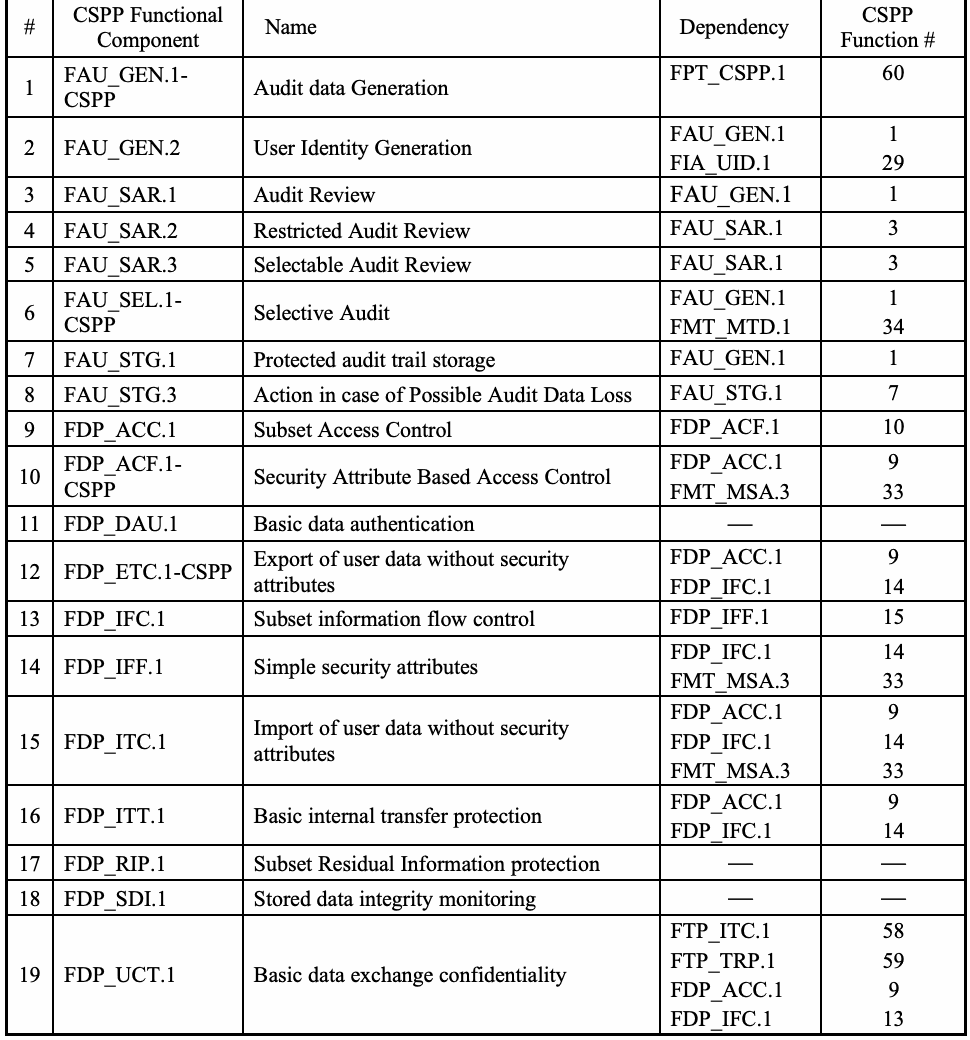 # CSPP Functional Component Name Dependency CSPP Function #
1 FAU_GEN.1-CSPP Audit data Generation FPT_CSPP.1 60
2 FAU_GEN.2 User Identity Generation FAU_GEN.1 1
FIA_UID.1 29
3 FAU_SAR.1 Audit Review FAU_GEN.1 1
4 FAU_SAR.2 Restricted Audit Review FAU_SAR.1 3
5 FAU_SAR.3 Selectable Audit Review FAU_SAR.1 3
6 FAU_SEL.1-CSPP Selective Audit FAU_GEN.1 1
FMT_MTD.1 34
7 FAU_STG.1 Protected audit trail storage FAU_GEN.1 1
8 FAU_STG.3 Action in case of Possible Audit Data Loss FAU_STG.1 7
9 FDP_ACC.1 Subset Access Control FDP_ACF.1 10
10 FDP_ACF.1-CSPP Security Attribute Based Access Control FDP_ACC.1 9
FMT_MSA.3 33
11 FDP_DAU.1 Basic data authentication — —
12 FDP_ETC.1-CSPP Export of user data without security attributes FDP_ACC.1 9
FDP_IFC.1 14
13 FDP_IFC.1 Subset information flow control FDP_IFF.1 15
14 FDP_IFF.1 Simple security attributes FDP_IFC.1 14
FMT_MSA.3 33
15 FDP_ITC.1 Import of user data without security attributes FDP_ACC.1 9
FDP_IFC.1 14
FMT_MSA.3 33
16 FDP_ITT.1 Basic internal transfer protection FDP_ACC.1 9
FDP_IFC.1 14
17 FDP_RIP.1 Subset Residual Information protection — —
18 FDP_SDI.1 Stored data integrity monitoring — —
19 FDP_UCT.1 Basic data exchange confidentiality FTP_ITC.1 58
FTP_TRP.1 59
FDP_ACC.1 9
FDP_IFC.1 13